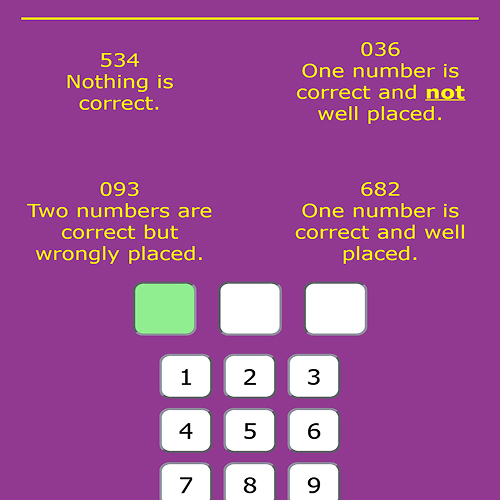 534
Nothing is
correct.
036
One number is
correct and not
well placed.
093
Two numbers are
correct but
wrongly placed.
682
One number is
correct and well
placed.
1 2 3
4 5 6
7 8 9